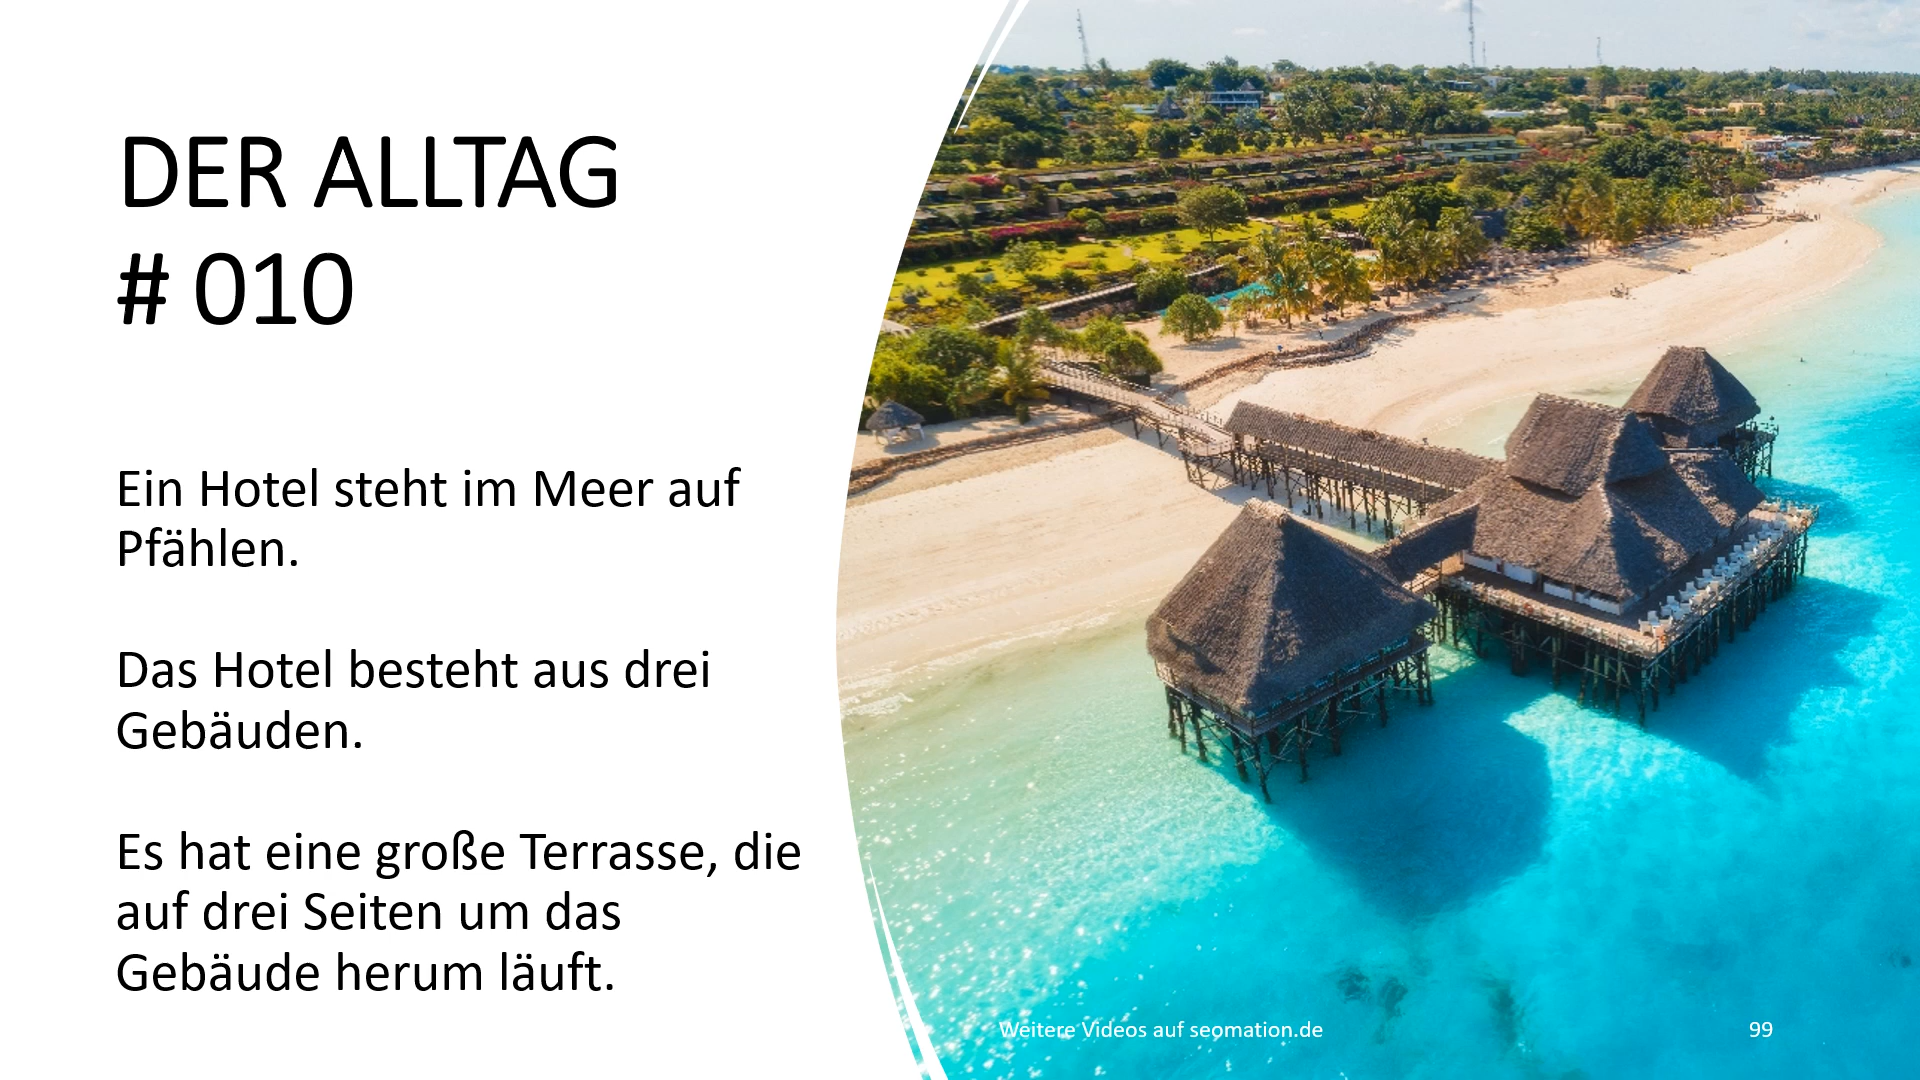 DER ALLTAG
# 010
Ein Hotel steht im Meer auf
Pfählen.
Das Hotel besteht aus drei
Gebäuden.
Es hat eine große Terrasse, die
auf drei Seiten um das
Gebäude herum läuft.
Weitere Videos auf seomation.de
99